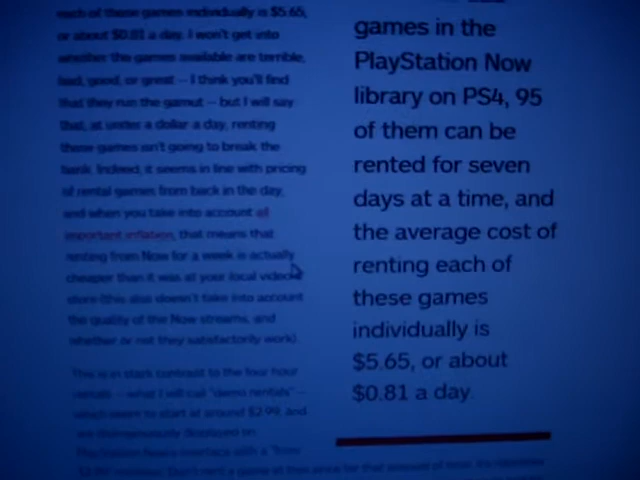 each of these games individually is $5.65,
or about $0.81 a day. I won't get into
whether the games available are terrible,
bad, good, or great -- I think you'll find
that they run the gamut -- but I will say
that, at under a dollar a day, renting
these games isn't going to break the
bank. Indeed, it seems in line with pricing
of rental games from back in the day,
and when you take into account all
important inflation, that means that
renting from Now for a week is actually
cheaper than it was at your local video
store (this also doesn't take into account
the quality of the Now streams, and
whether or not they satisfactorily work)
This is in stark contrast to the four hour
rentals -- what I will call "demo rentals" --
which seem to start at around $2.99, and
are disingenuously displayed on
PlayStation Now's interface with a "from
games in the
PlayStation Now
library on PS4, 95
of them can be
rented for seven
days at a time, and
the average cost of
renting each of
these games
individually is
$5.65, or about
$0.81 a day.